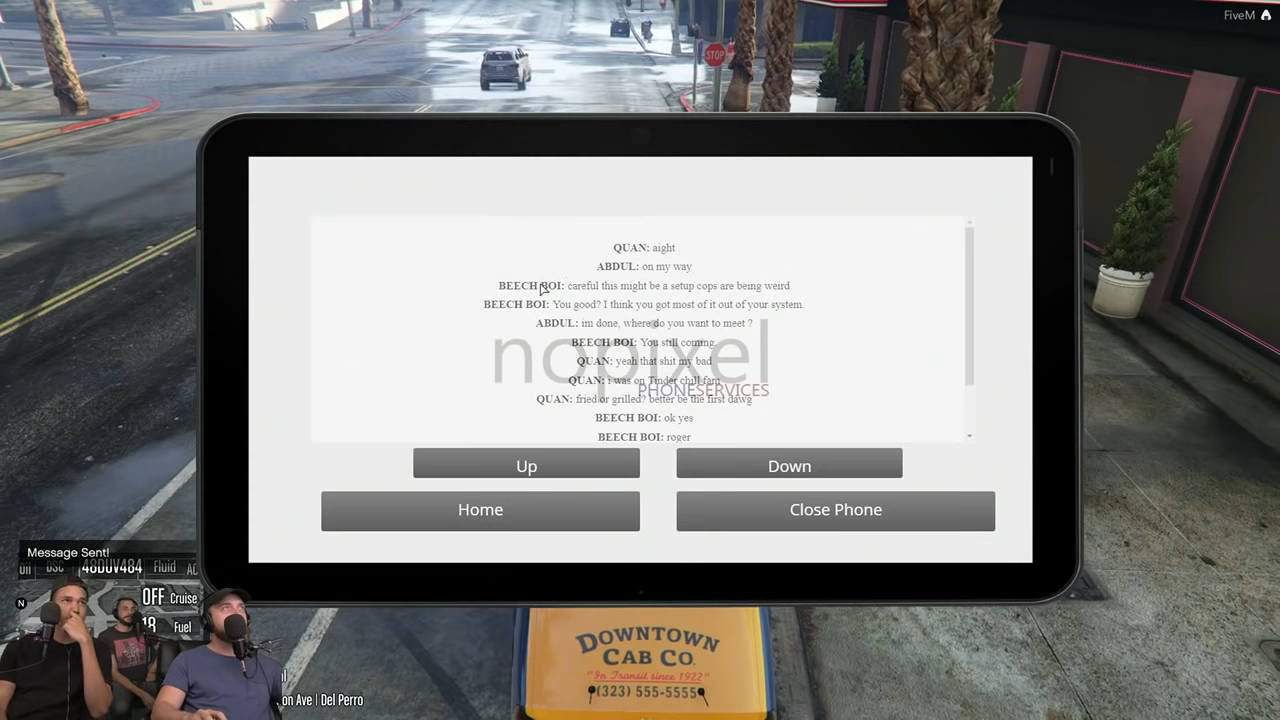 FiveM
STOP
QUAN: aight
ABDUL: on my way
BEECH BOI: careful this might be a setup cops are being weird
BEECH BOI: You good? I think you got most of it out of your system.
ABDUL: im done, where do you want to meet ?
BEECH BOI: You still coming
QUAN: yeah that shit my bad
QUAN: i was on Tinder chill fam
QUAN: fried or grilled? better be the first dawg
BEECH BOI: ok yes
BEECH BOI: roger
nopixel
PHONESERVICES
Up Down
Home Close Phone
Message Sent!
DSC 48DUV484 Fluid
OFF Cruise
N
18 Fuel
on Ave | Del Perro
DOWNTOWN
CAB CO.
"In Transit since 1922"
(323) 555-5555